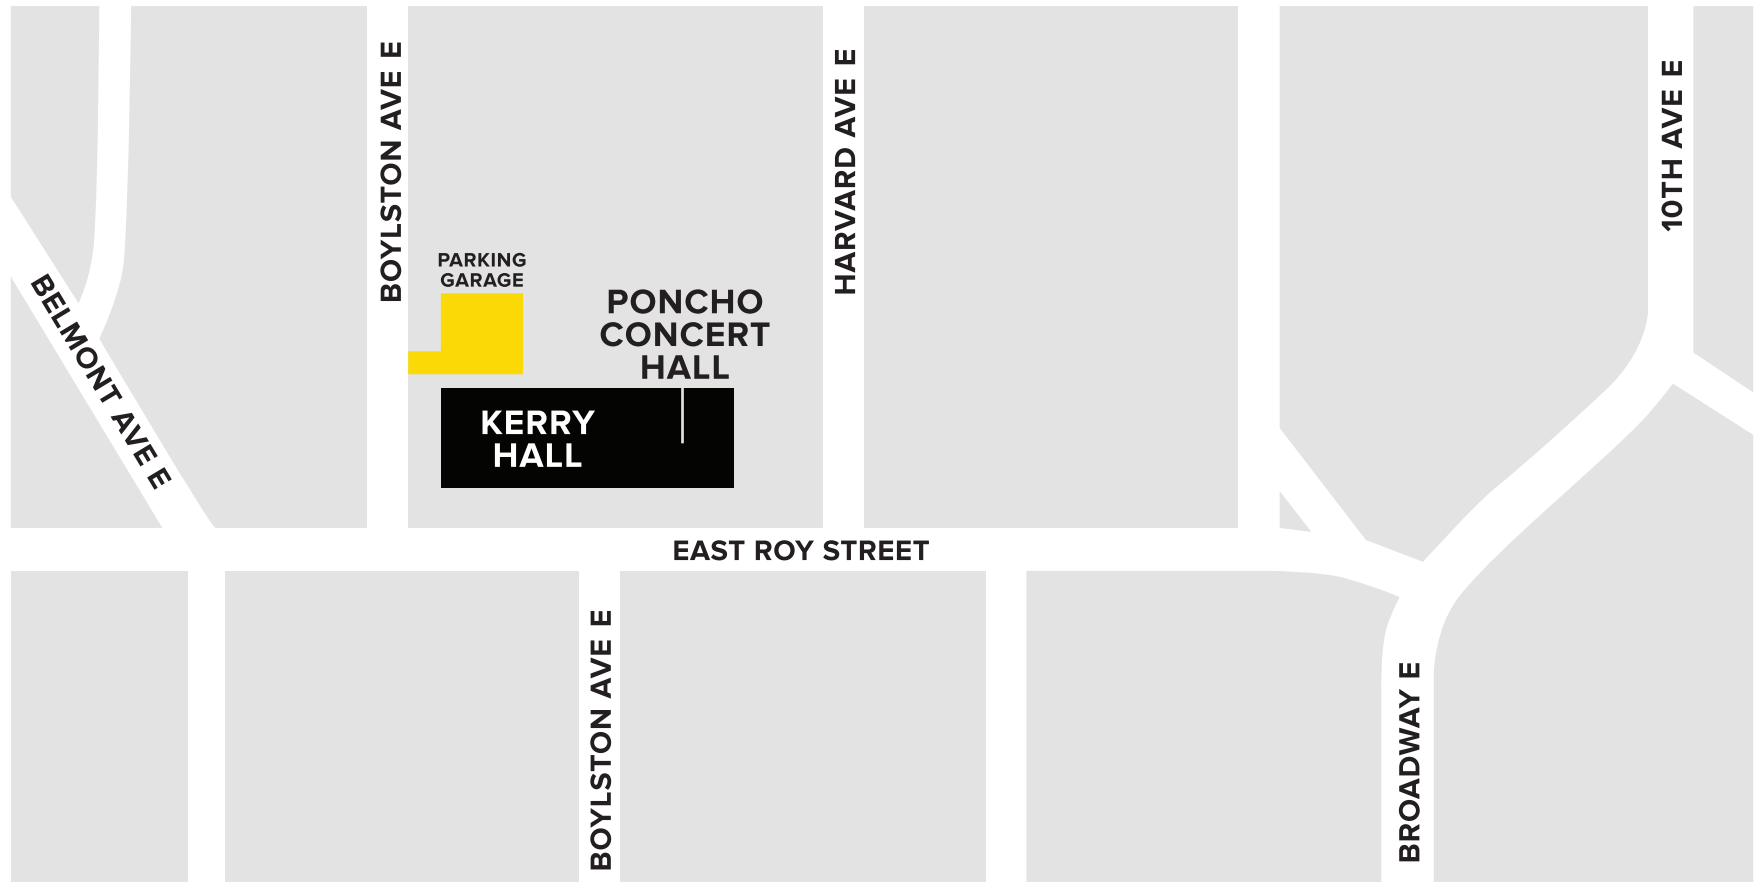 BOYLSTON AVE E
HARVARD AVE E
10TH AVE E
PARKING
GARAGE
PONCHO
CONCERT
HALL
BELMONT AVE E
KERRY
HALL
EAST ROY STREET
BOYLSTON AVE E
BROADWAY E